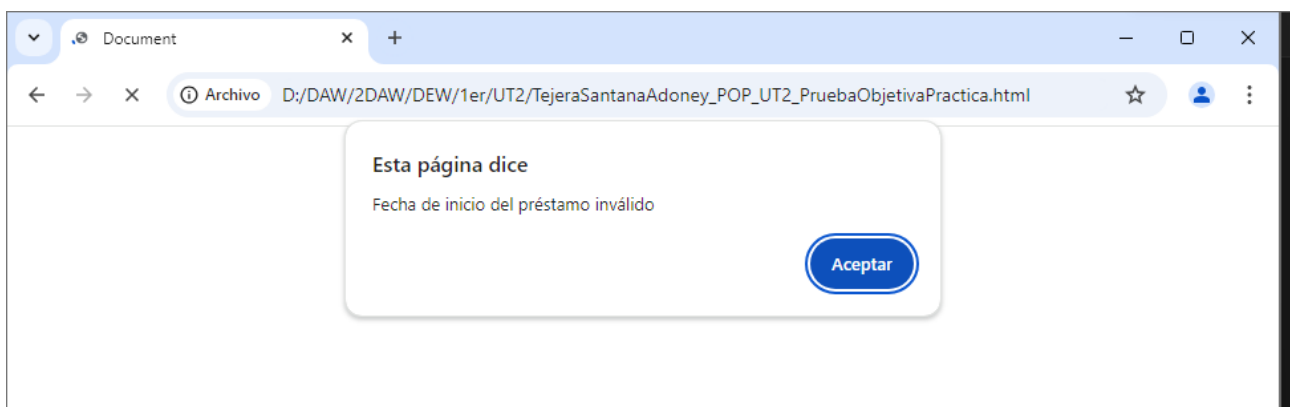 Document
Archivo D:/DAW/2DAW/DEW/1er/UT2/TejeraSantanaAdoney_POP_UT2_PruebaObjetivaPractica.html
Esta página dice
Fecha de inicio del préstamo inválido
Aceptar